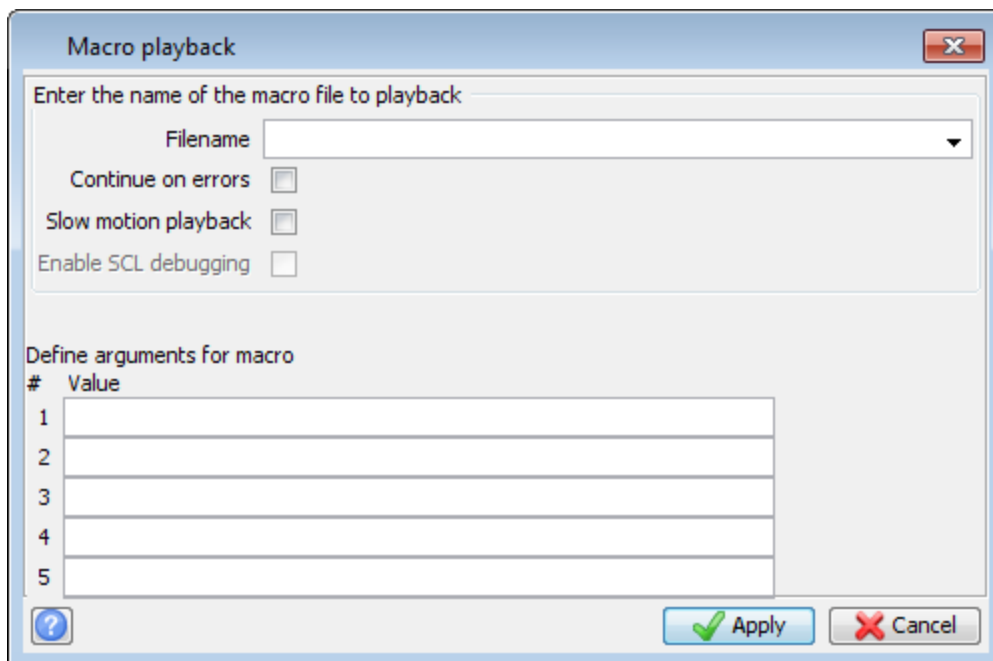 Macro playback
Enter the name of the macro file to playback
Filename
Continue on errors
Slow motion playback
Enable SCL debugging
Define arguments for macro
# Value
1
2
3
4
5
? Apply Cancel